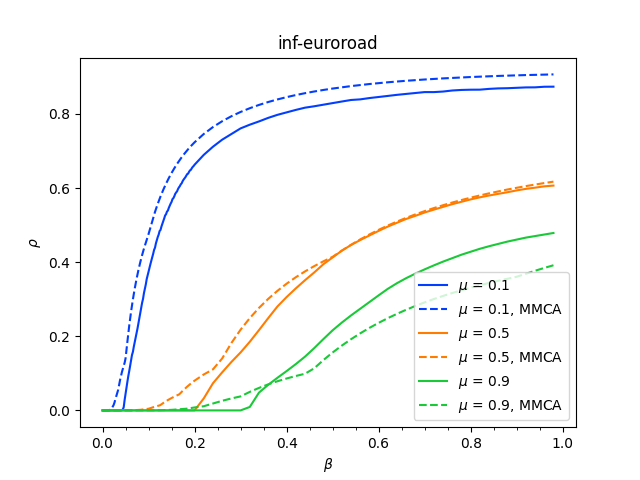 inf-euroroad
ρ
0.8
0.6
0.4
0.2
0.0
0.0 0.2 0.4 0.6 0.8 1.0
β
μ = 0.1
μ = 0.1, MMCA
μ = 0.5
μ = 0.5, MMCA
μ = 0.9
μ = 0.9, MMCA